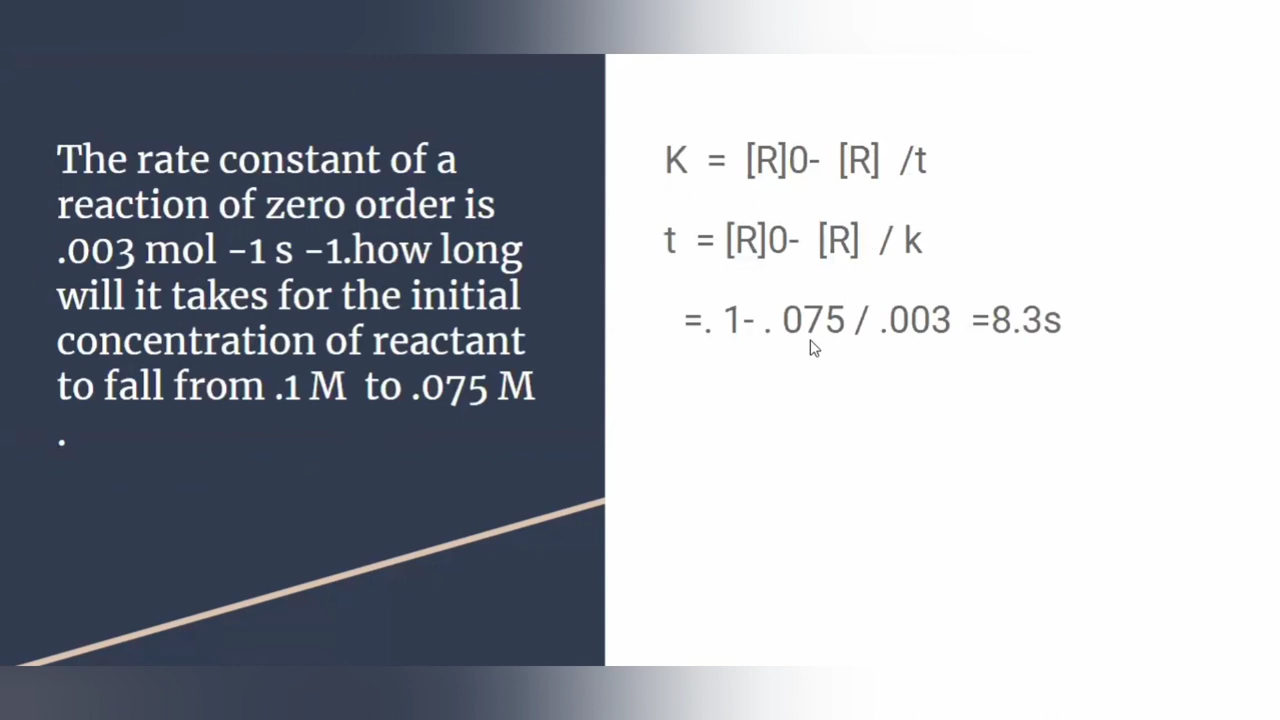 The rate constant of a
reaction of zero order is
.003 mol -1 s -1.how long
will it takes for the initial
concentration of reactant
to fall from .1 M  to .075 M
.
K  =  [R]0-  [R]  /t
t  = [R]0-  [R]  / k
=. 1- . 075 / .003  =8.3s